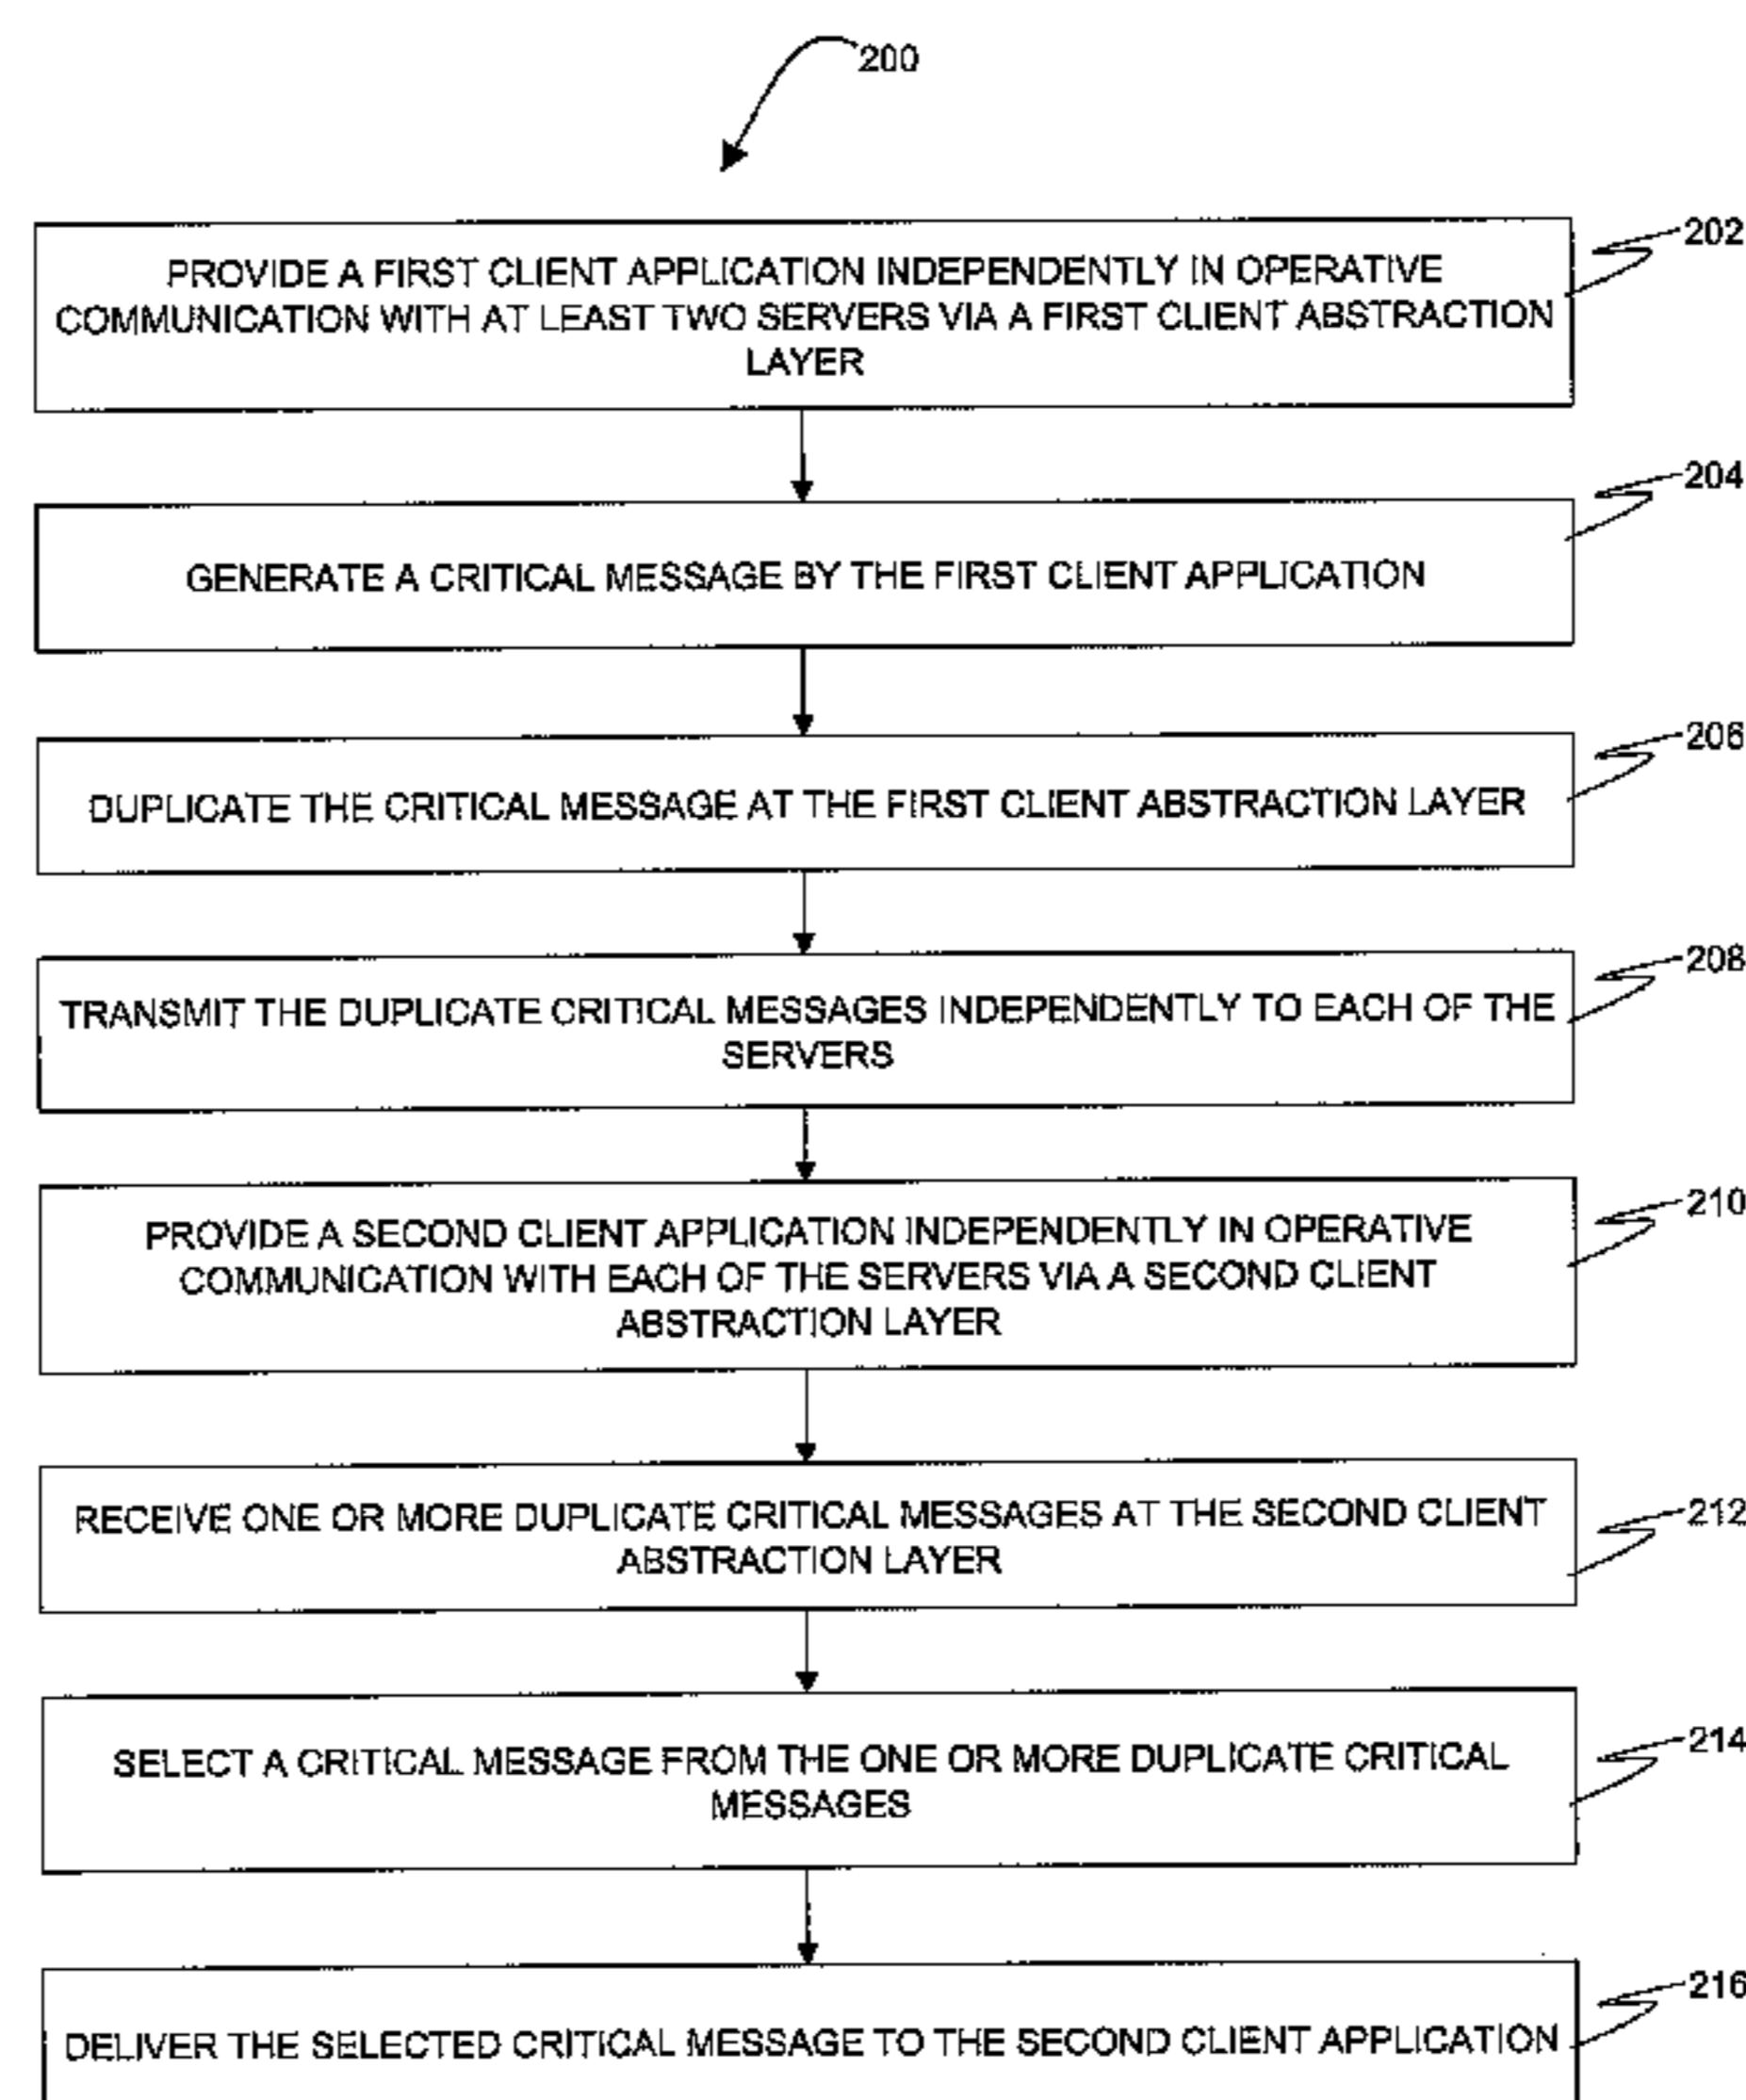 200
202
PROVIDE A FIRST CLIENT APPLICATION INDEPENDENTLY IN OPERATIVE
COMMUNICATION WITH AT LEAST TWO SERVERS VIA A FIRST CLIENT ABSTRACTION
LAYER
204
GENERATE A CRITICAL MESSAGE BY THE FIRST CLIENT APPLICATION
206
DUPLICATE THE CRITICAL MESSAGE AT THE FIRST CLIENT ABSTRACTION LAYER
208
TRANSMIT THE DUPLICATE CRITICAL MESSAGES INDEPENDENTLY TO EACH OF THE
SERVERS
210
PROVIDE A SECOND CLIENT APPLICATION INDEPENDENTLY IN OPERATIVE
COMMUNICATION WITH EACH OF THE SERVERS VIA A SECOND CLIENT
ABSTRACTION LAYER
212
RECEIVE ONE OR MORE DUPLICATE CRITICAL MESSAGES AT THE SECOND CLIENT
ABSTRACTION LAYER
214
SELECT A CRITICAL MESSAGE FROM THE ONE OR MORE DUPLICATE CRITICAL
MESSAGES
216
DELIVER THE SELECTED CRITICAL MESSAGE TO THE SECOND CLIENT APPLICATION